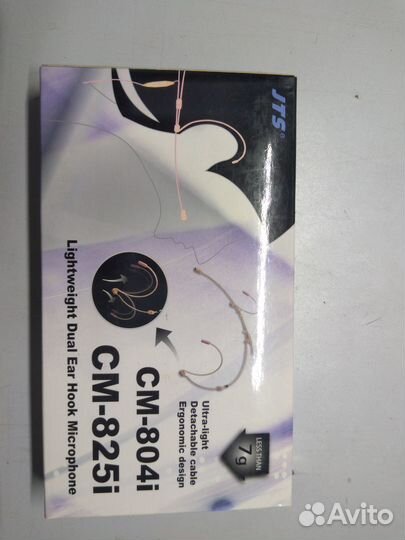 JTS®
Ultra-light
Detachable cable
Ergonomic design
LESS THAN
7g
CM-804i
CM-825i
Lightweight Dual Ear Hook Microphone
Avito